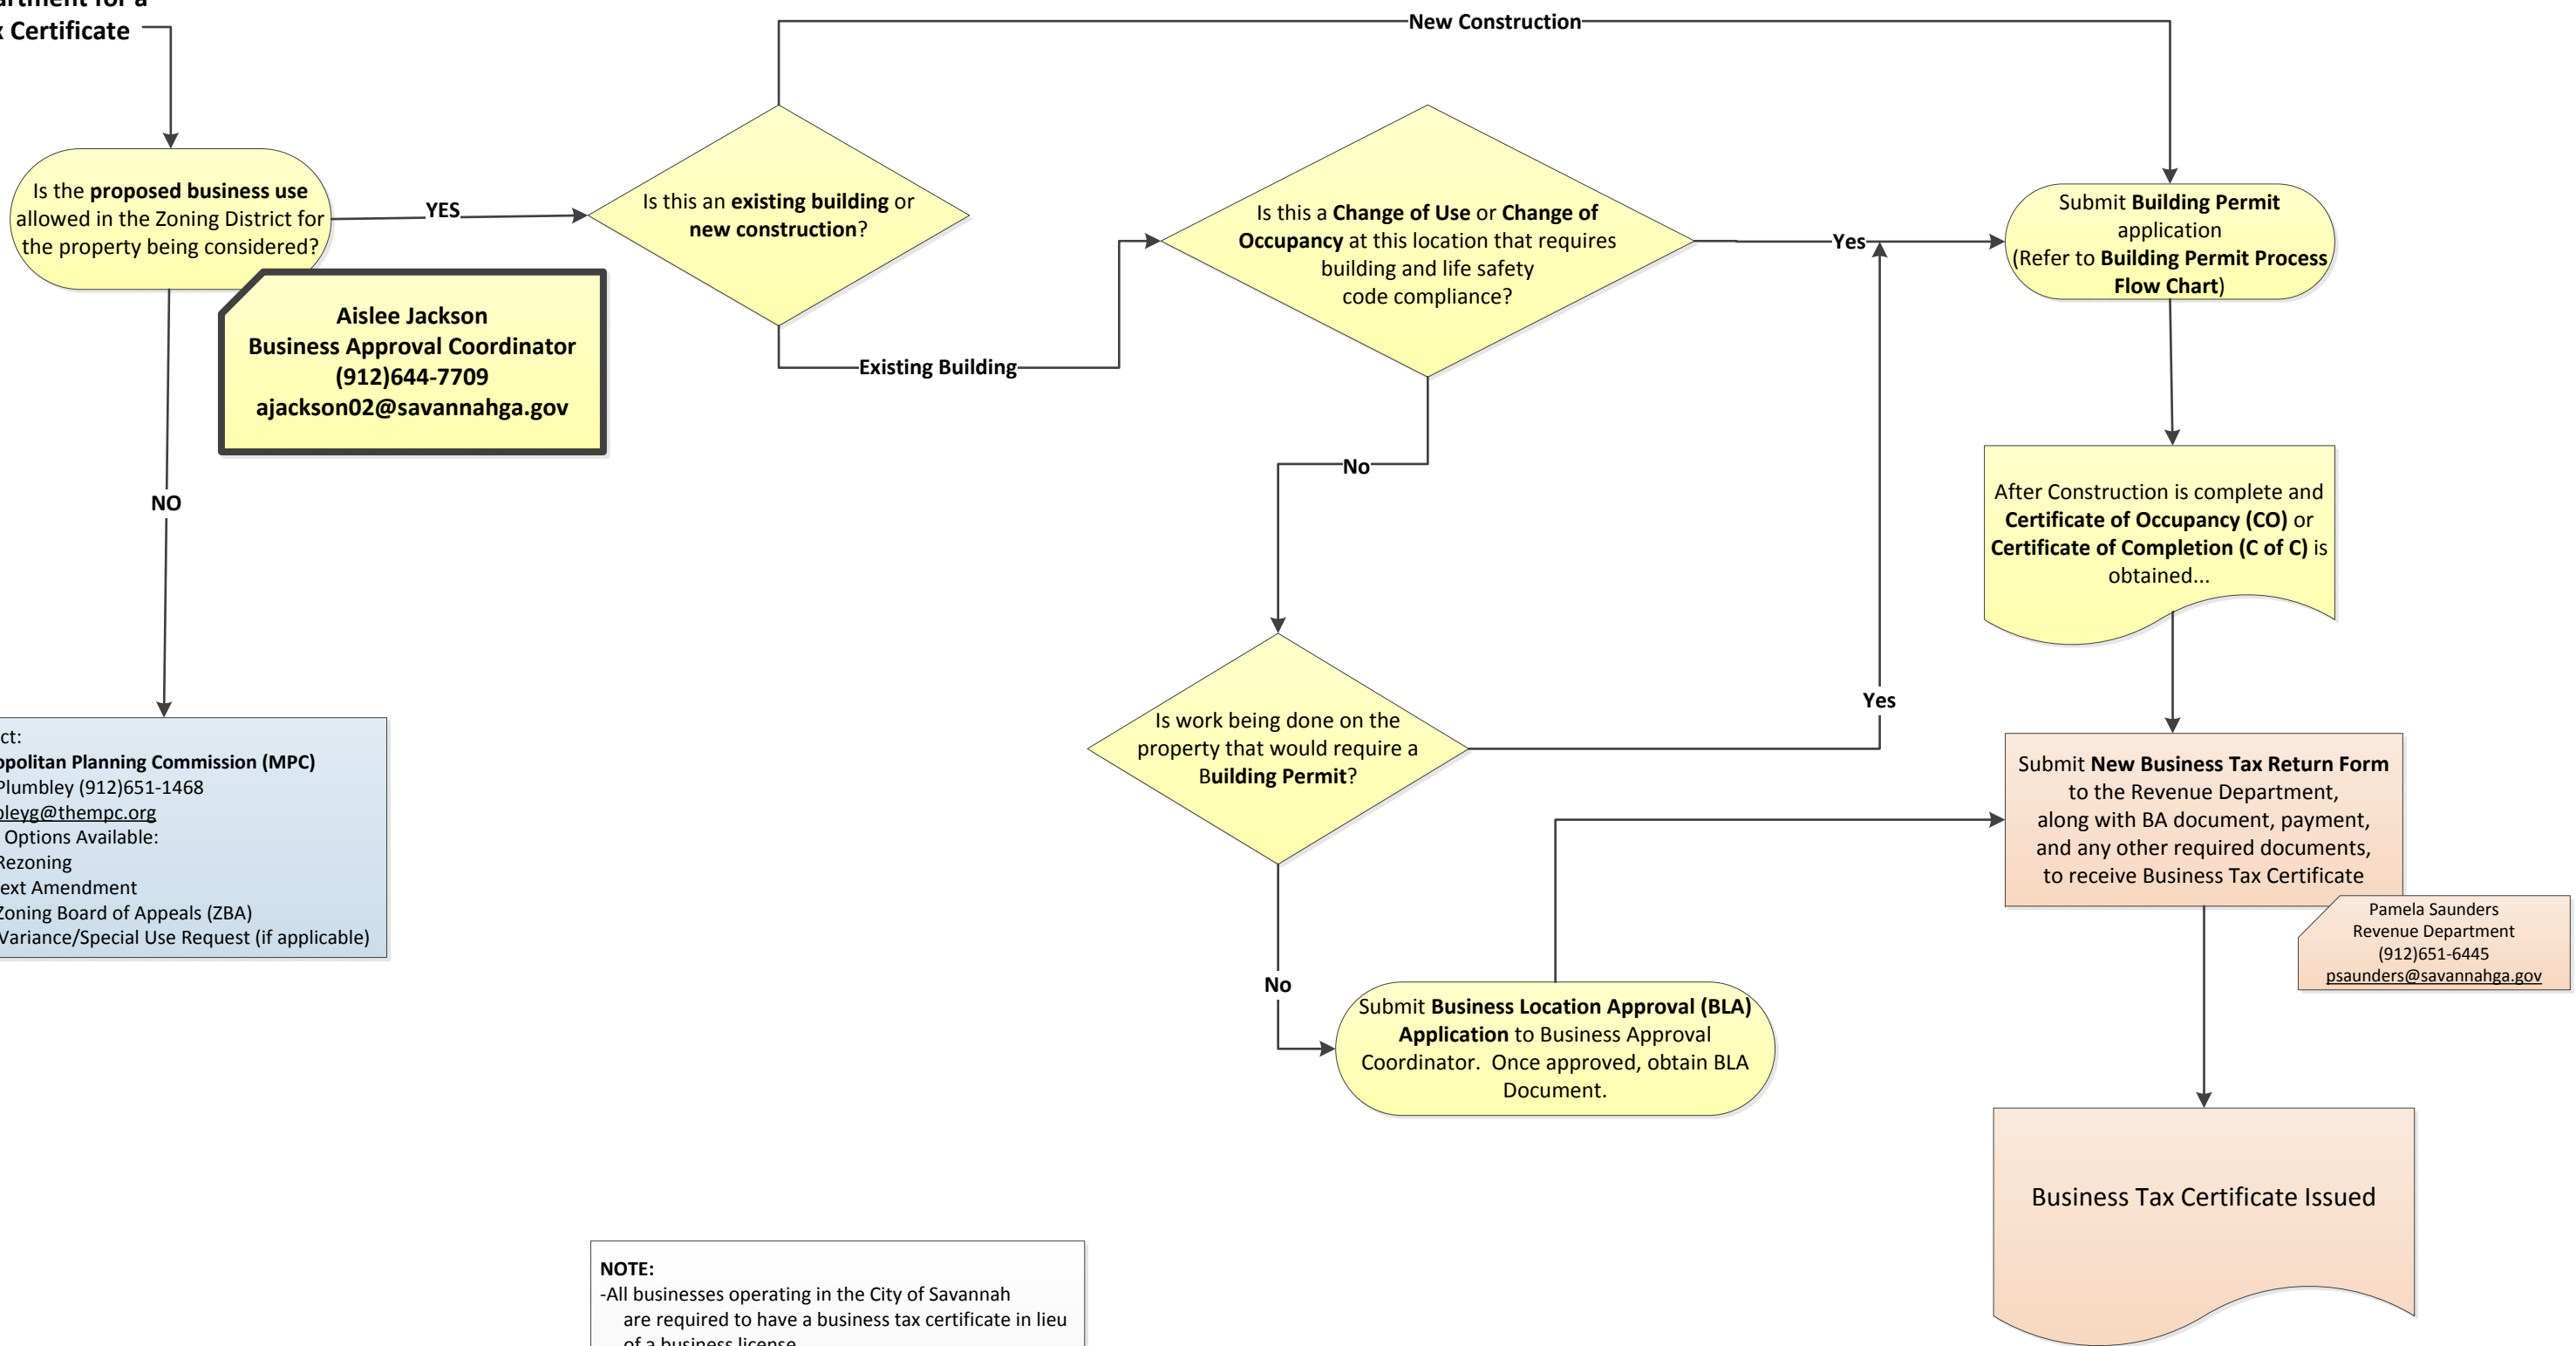 x Certificate
New Construction
Is the proposed business use
allowed in the Zoning District for
the property being considered?
YES
Is this an existing building or
new construction?
Is this a Change of Use or Change of
Occupancy at this location that requires
building and life safety
code compliance?
Yes
Submit Building Permit
application
(Refer to Building Permit Process
Flow Chart)
Aislee Jackson
Business Approval Coordinator
(912)644-7709
ajackson02@savannahga.gov
Existing Building
No
NO
After Construction is complete and
Certificate of Occupancy (CO) or
Certificate of Completion (C of C) is
obtained...
Is work being done on the
property that would require a
Building Permit?
Yes
ct:
opolitan Planning Commission (MPC)
Plumbley (912)651-1468
bleyg@thempc.org
Options Available:
Rezoning
ext Amendment
Zoning Board of Appeals (ZBA)
Variance/Special Use Request (if applicable)
Submit New Business Tax Return Form
to the Revenue Department,
along with BA document, payment,
and any other required documents,
to receive Business Tax Certificate
Pamela Saunders
Revenue Department
(912)651-6445
psaunders@savannahga.gov
No
Submit Business Location Approval (BLA)
Application to Business Approval
Coordinator. Once approved, obtain BLA
Document.
Business Tax Certificate Issued
NOTE:
-All businesses operating in the City of Savannah
are required to have a business tax certificate in lieu
of a business license